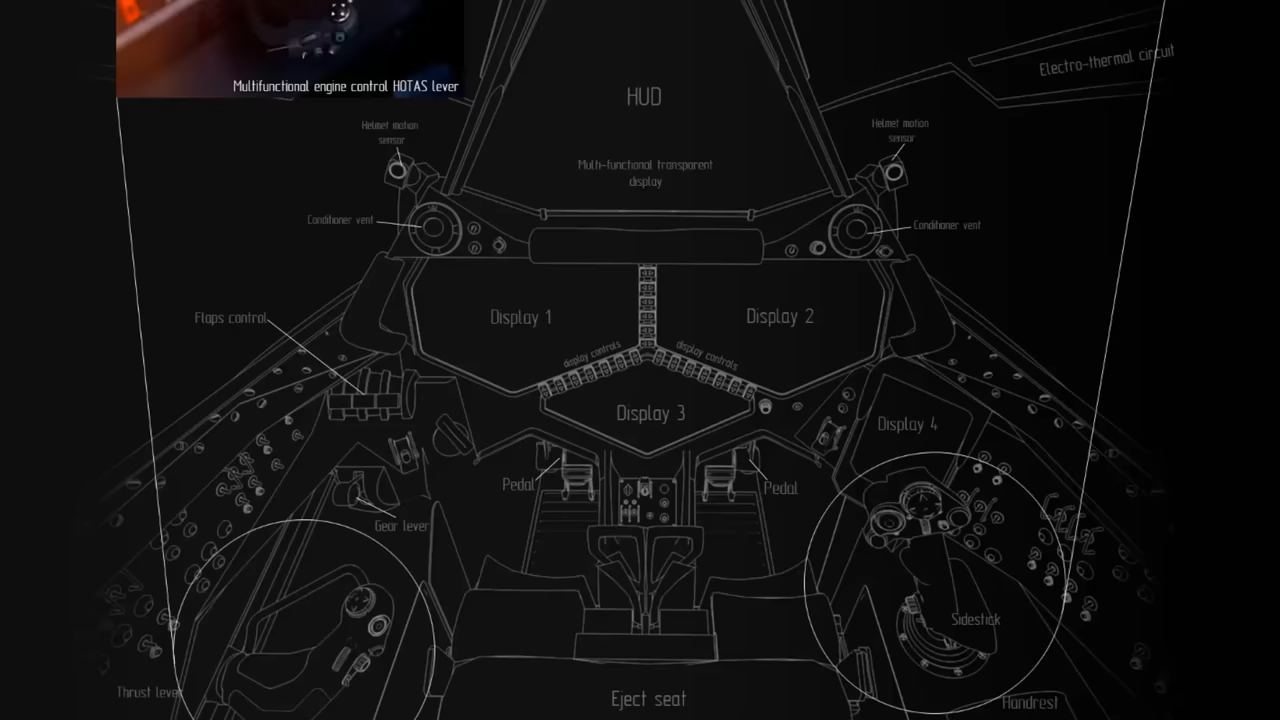 Multifunctional engine control HOTAS lever
Electro-thermal circuit
HUD
Helmet motion
sensor
Helmet motion
sensor
Multi-functional transparent
display
Conditioner vent
Conditioner vent
Flaps control
Display 1
Display 2
display controls
display controls
Display 3
Display 4
Pedal
Pedal
Gear lever
Sidestick
Thrust lever
Eject seat
Handrest